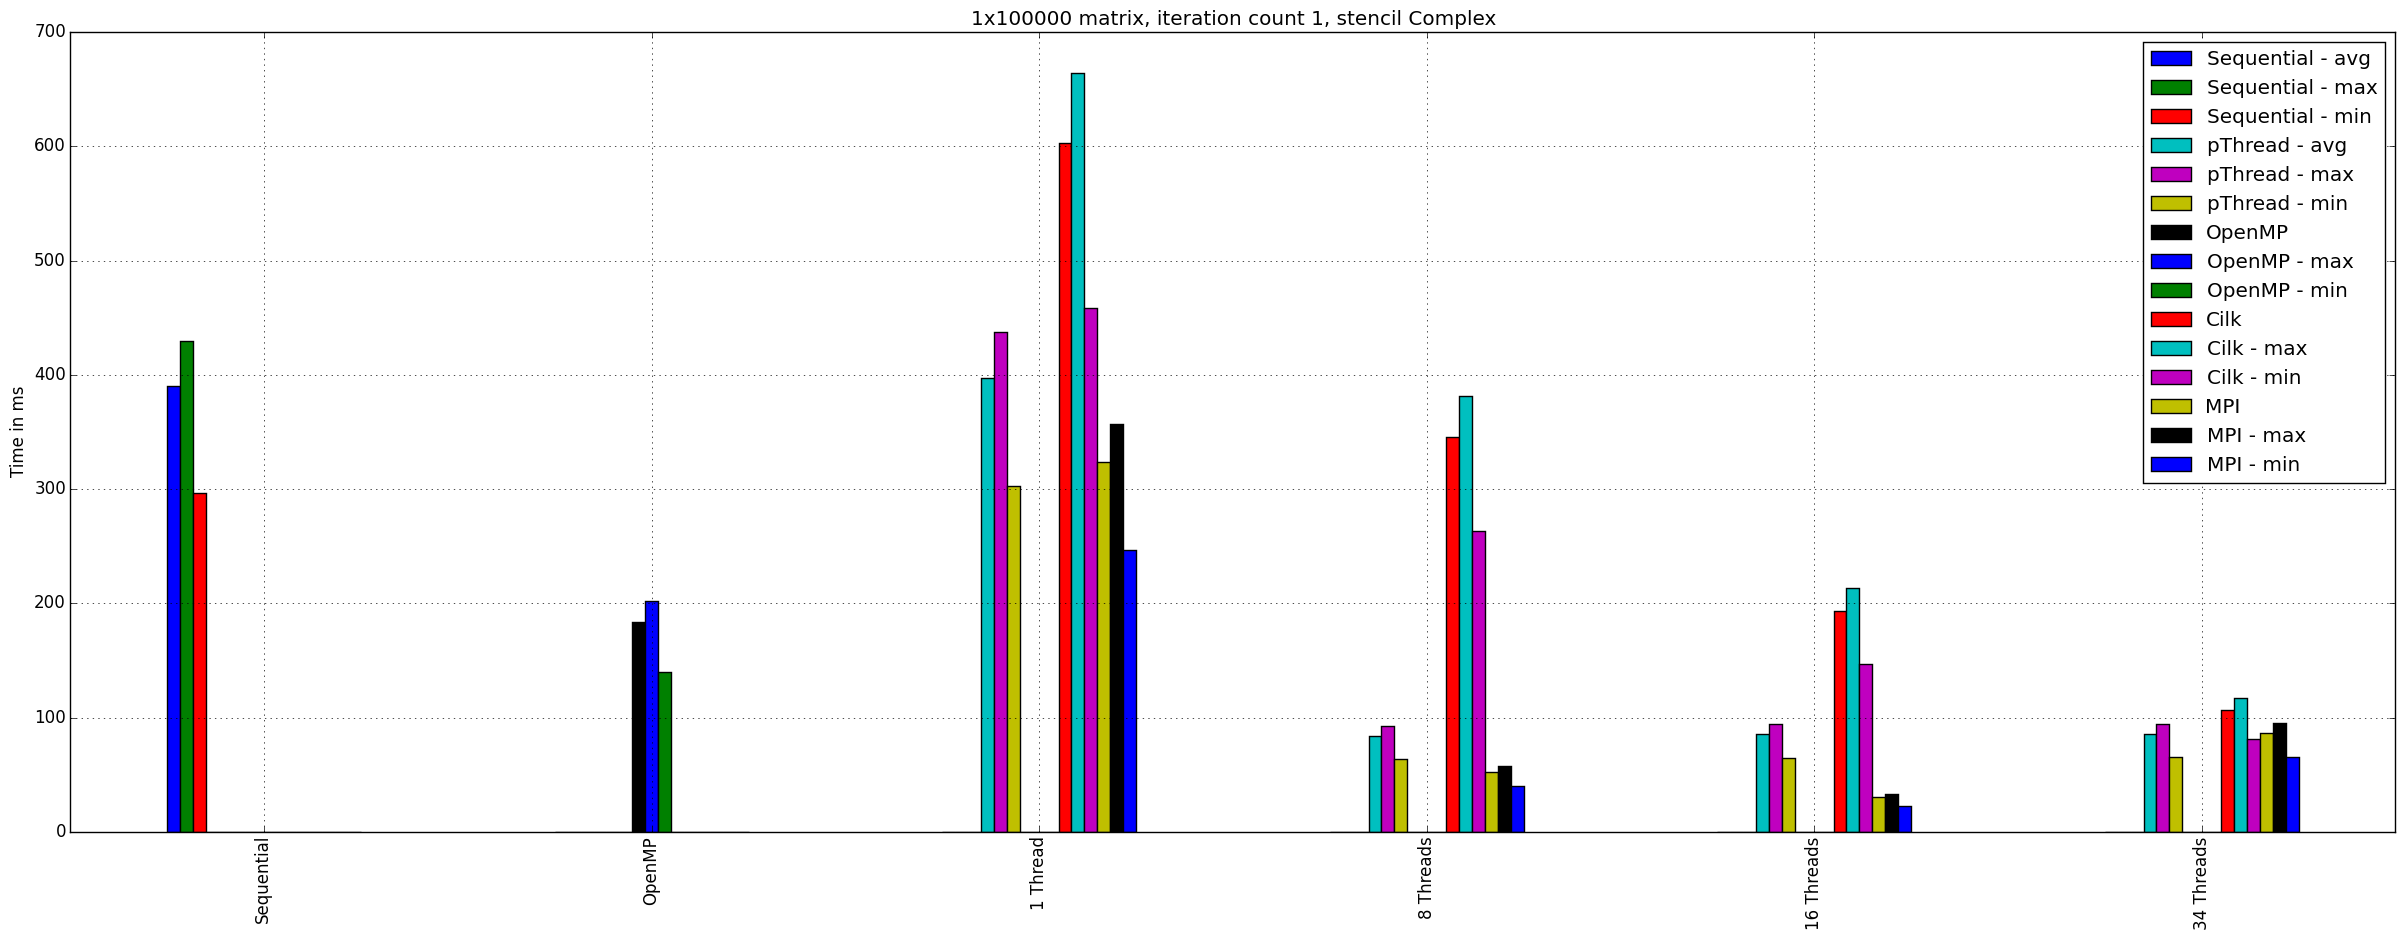 1x100000 matrix, iteration count 1, stencil Complex
700
600
500
400
300
200
100
0
Time in ms
Sequential - avg
Sequential - max
Sequential - min
pThread - avg
pThread - max
pThread - min
OpenMP
OpenMP - max
OpenMP - min
Cilk
Cilk - max
Cilk - min
MPI
MPI - max
MPI - min
Sequential
OpenMP
1 Thread
8 Threads
16 Threads
34 Threads